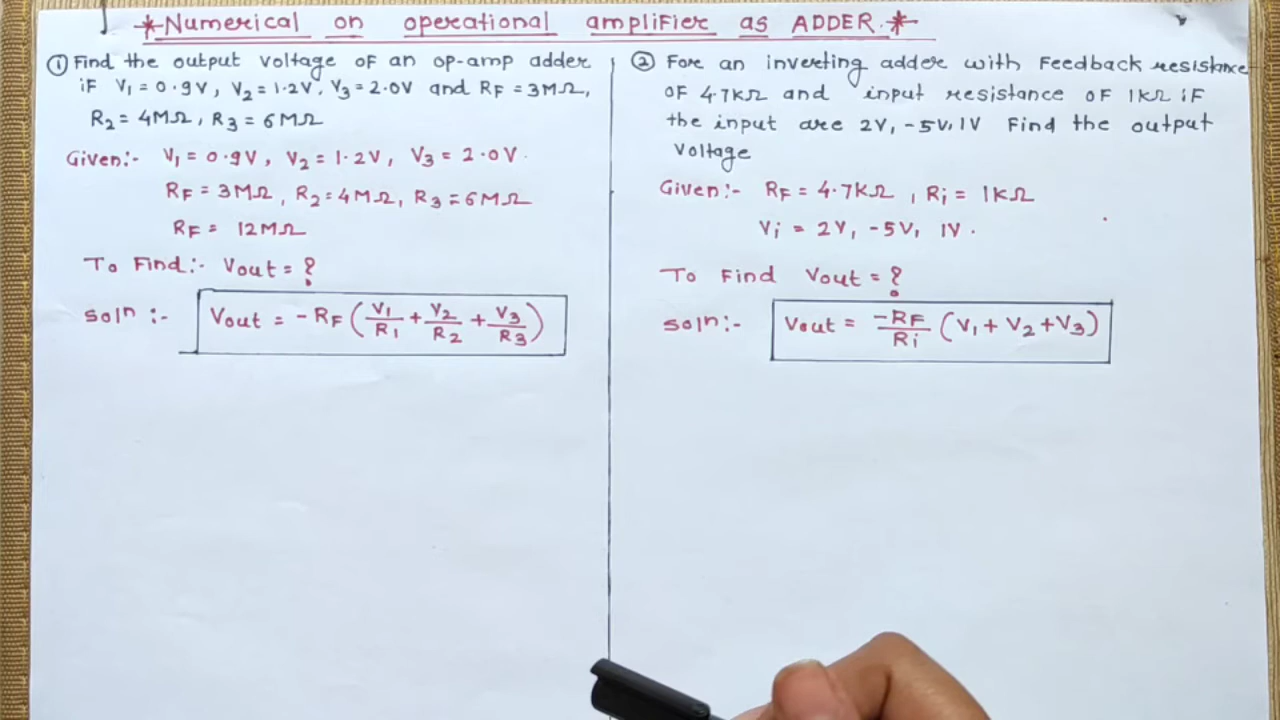 *Numerical on operational amplifier as ADDER.*
① Find the output voltage of an op-amp adder
if V₁ = 0.9V, V₂ = 1.2V, V₃ = 2.0V and RF = 3MΩ,
R₂ = 4MΩ, R₃ = 6MΩ
Given:- V₁ = 0.9V, V₂ = 1.2V, V₃ = 2.0V.
RF = 3MΩ, R₂ = 4MΩ, R₃ = 6MΩ
RF = 12MΩ
To Find:- Vout = ?
Soln :- Vout = -RF (V₁/R₁ + V₂/R₂ + V₃/R₃)
② Fore an inverting adder with Feedback resistance
of 4.7kΩ and input resistance of 1kΩ if
the input are 2V, -5V, 1V Find the output
Voltage
Given:- RF = 4.7kΩ, Ri = 1kΩ
Vi = 2V, -5V, 1V.
To Find Vout = ?
Soln:- Vout = -RF/Ri (V₁ + V₂ + V₃)